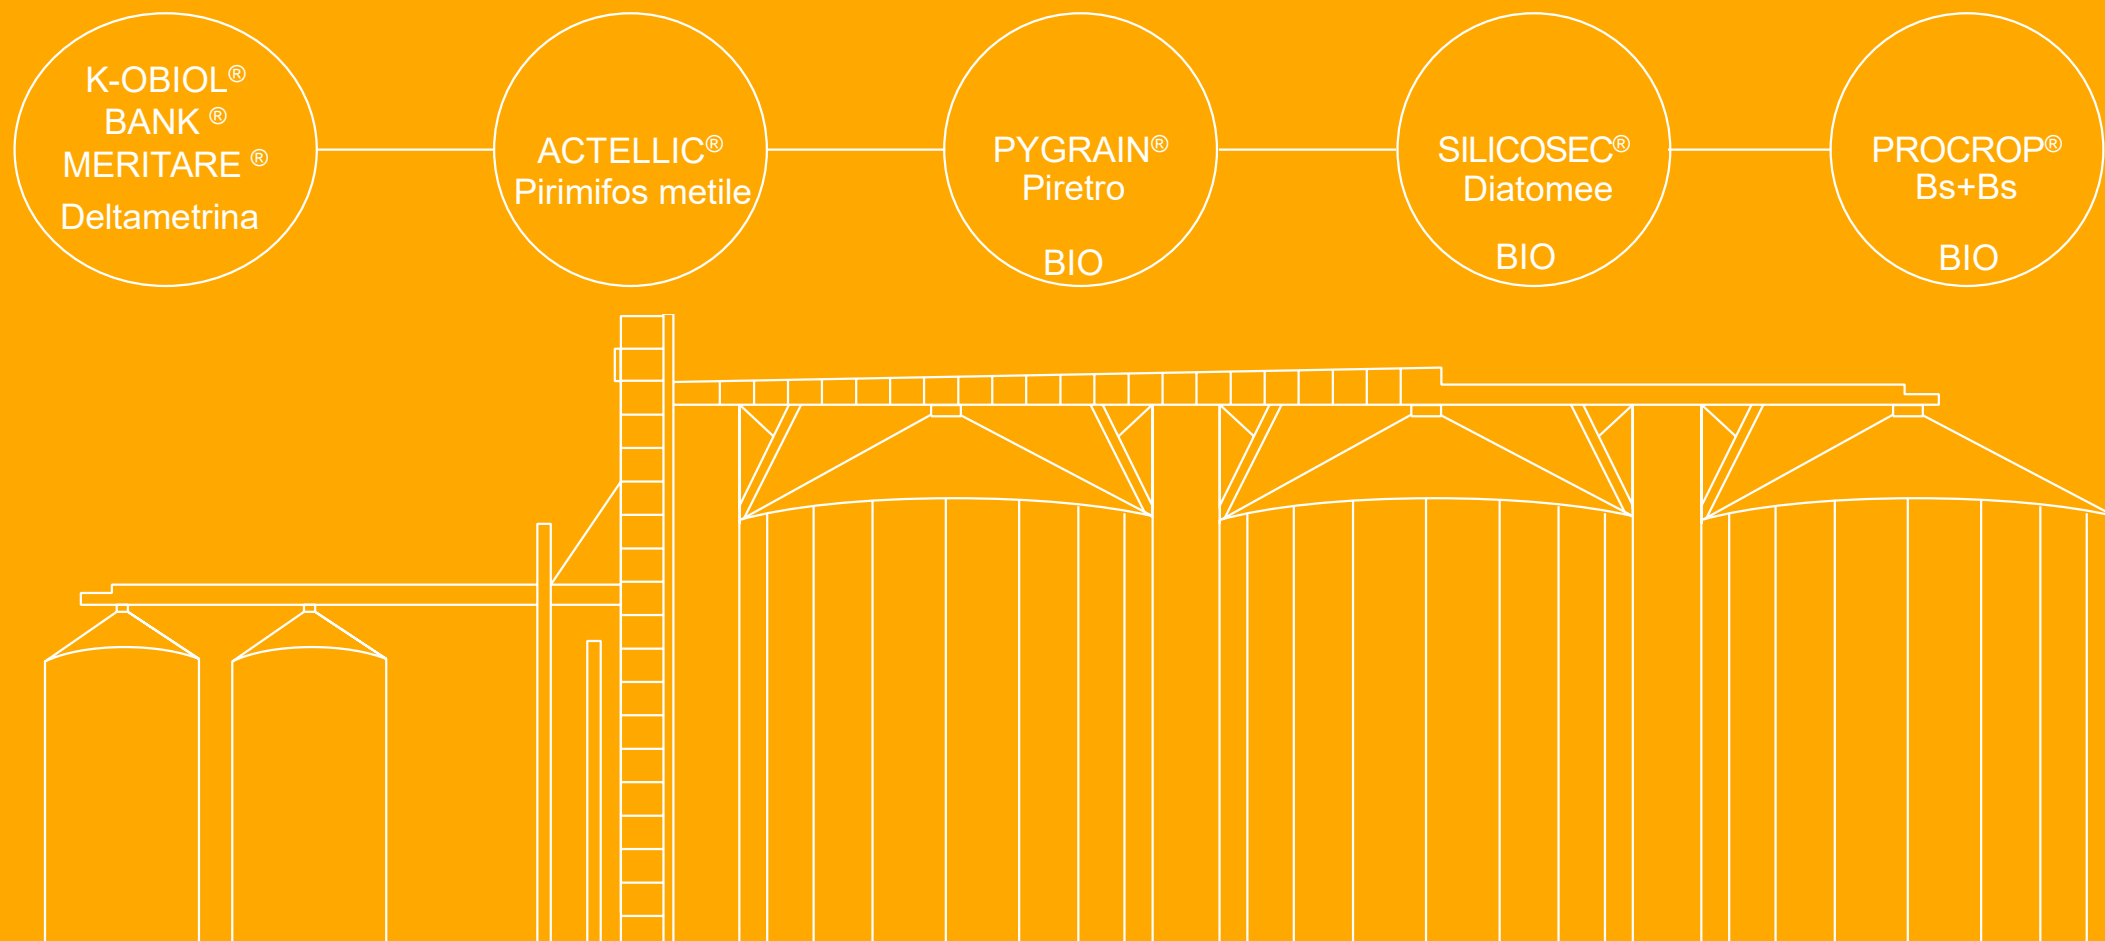 K-OBIOL®
BANK ®
MERITARE ®
Deltametrina
ACTELLIC®
Pirimifos metile
PYGRAIN®
Piretro
BIO
SILICOSEC®
Diatomee
BIO
PROCROP®
Bs+Bs
BIO